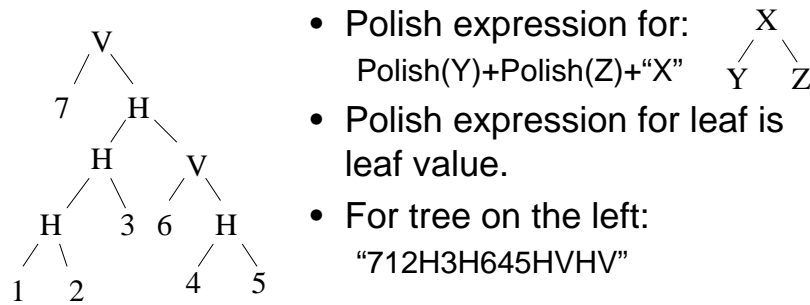 V
7 H
H V
H 3 6 H
1 2 4 5
• Polish expression for:
Polish(Y)+Polish(Z)+“X”
X
Y Z
• Polish expression for leaf is
leaf value.
• For tree on the left:
“712H3H645HVHV”